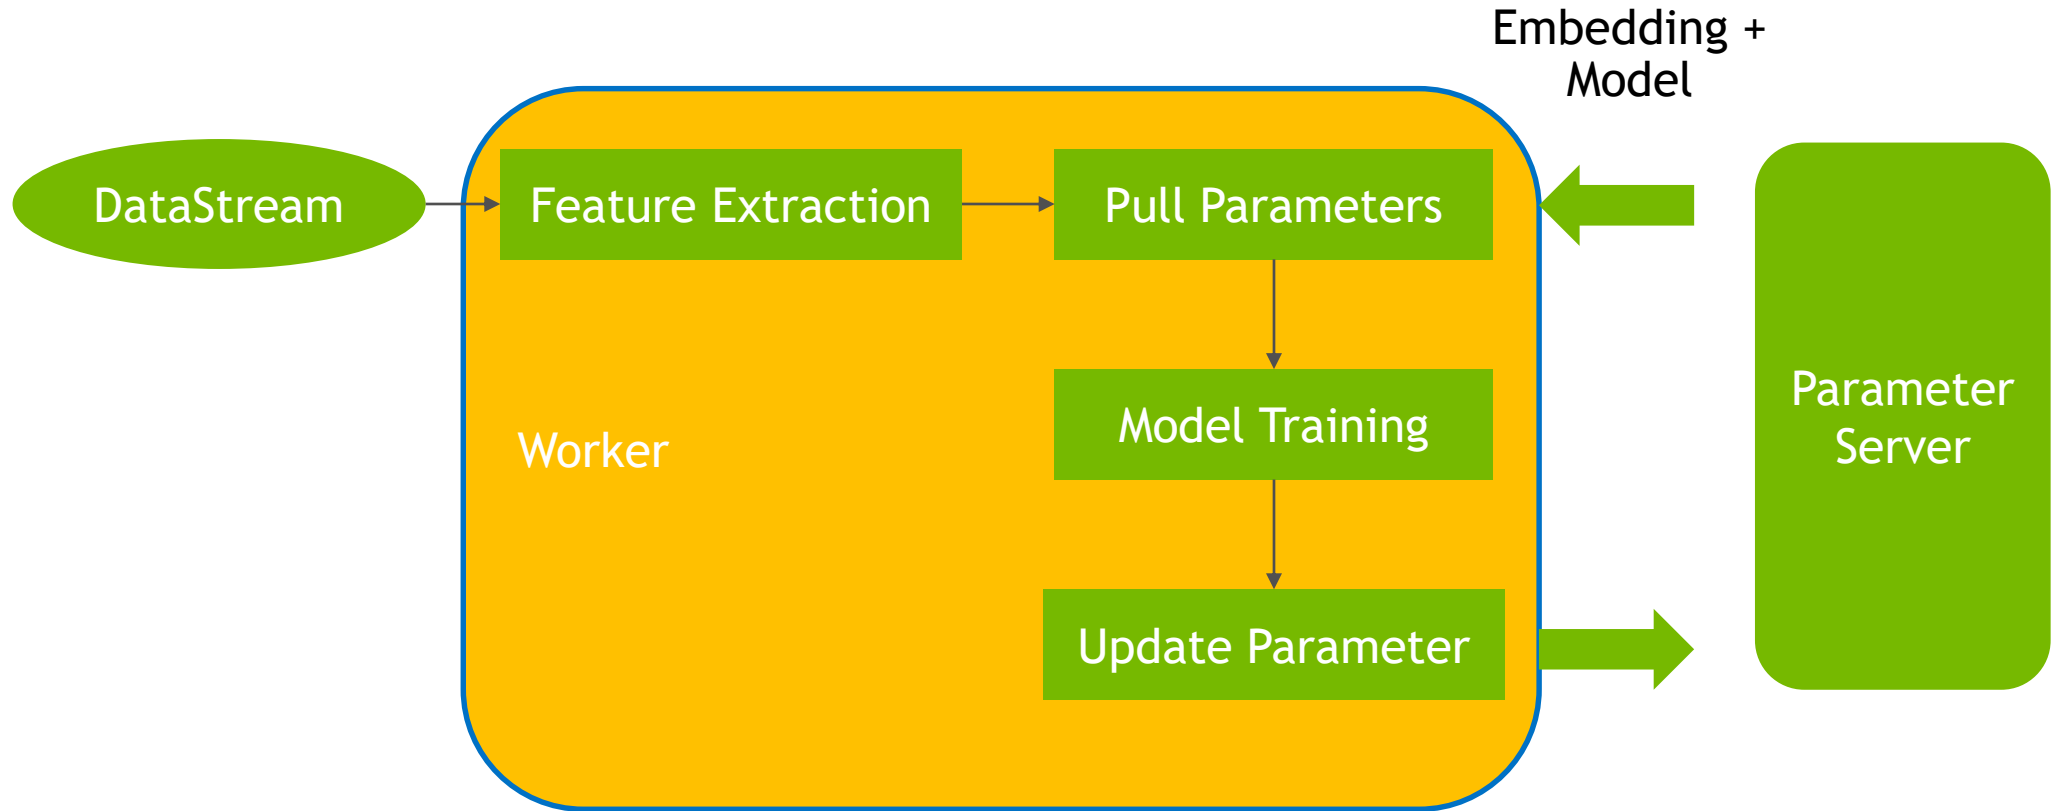 Embedding +
Model
DataStream
Feature Extraction
Pull Parameters
Parameter
Server
Model Training
Worker
Update Parameter